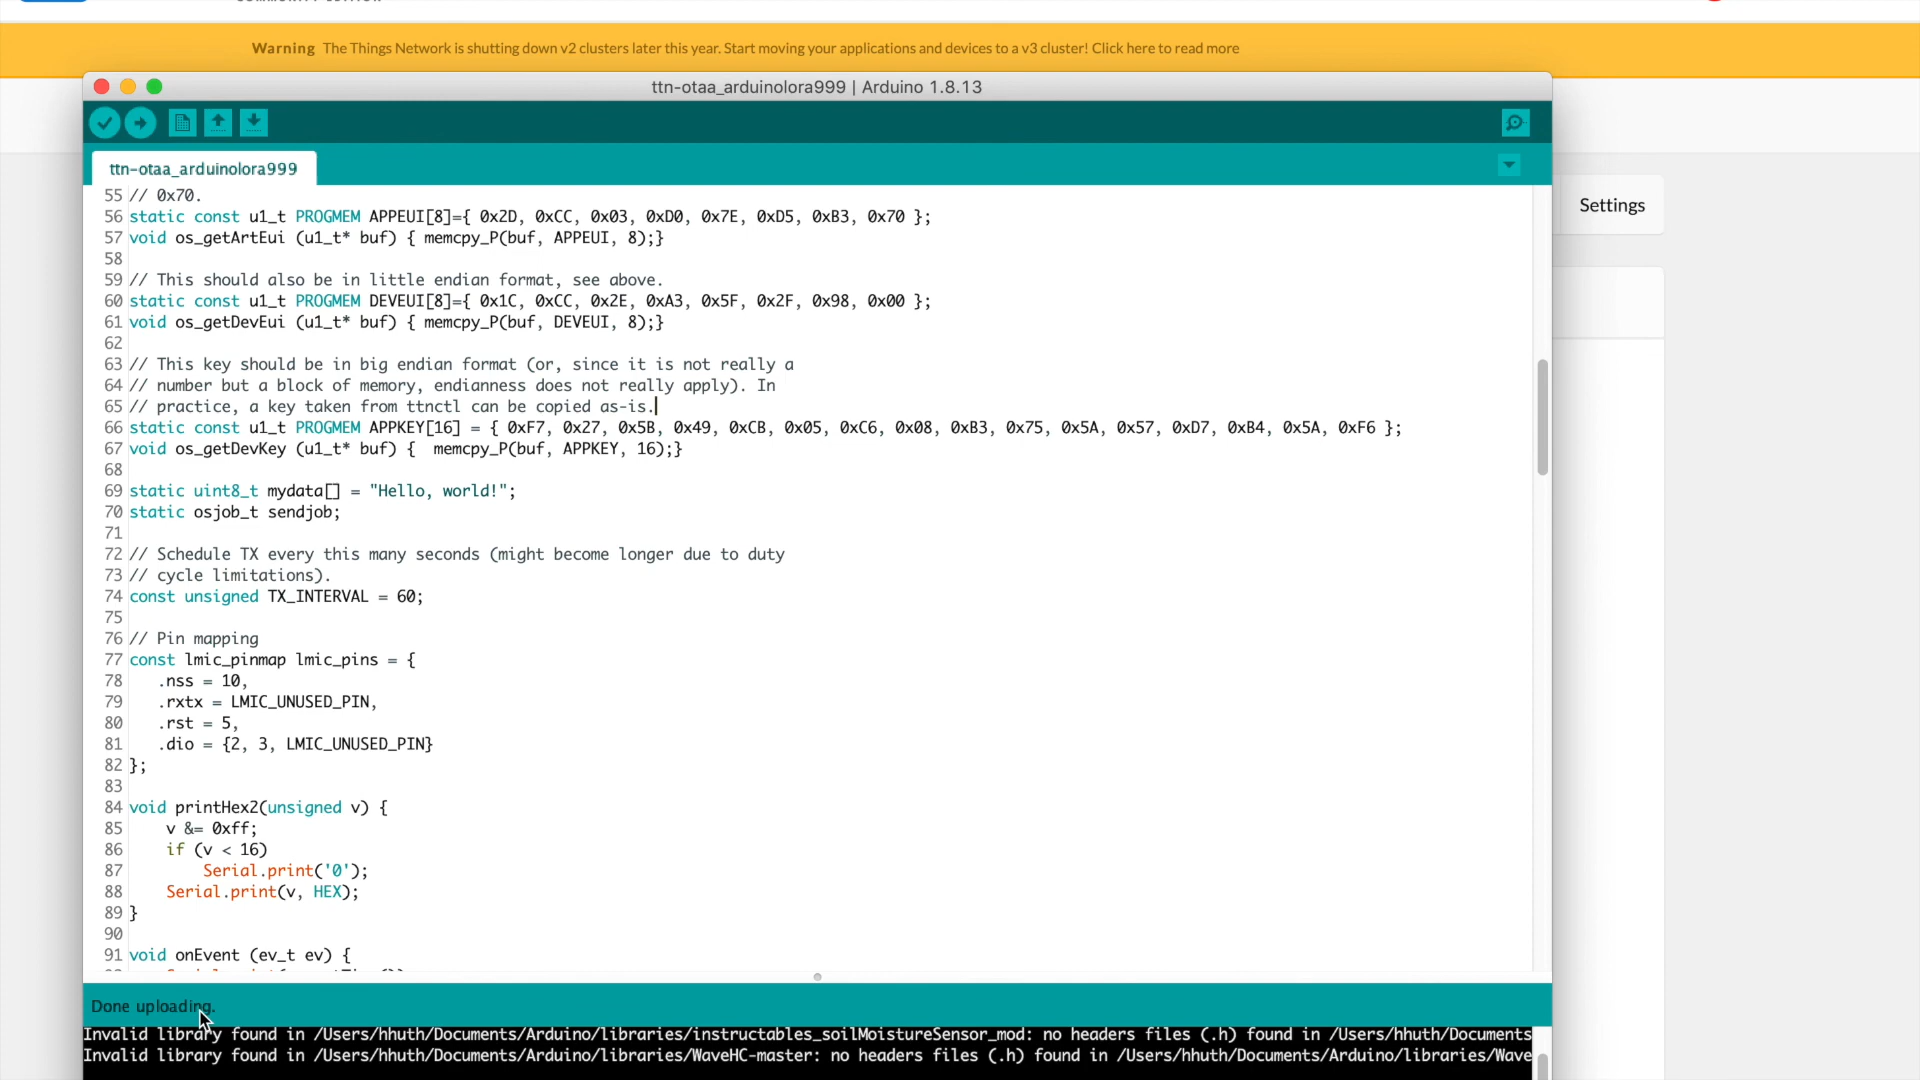 Warning The Things Network is shutting down v2 clusters later this year. Start moving your applications and devices to a v3 cluster! Click here to read more
ttn-otaa_arduinolora999 | Arduino 1.8.13
ttn-otaa_arduinolora999
Settings
55 // 0x70.
56 static const u1_t PROGMEM APPEUI[8]={ 0x2D, 0xCC, 0x03, 0xD0, 0x7E, 0xD5, 0xB3, 0x70 };
57 void os_getArtEui (u1_t* buf) { memcpy_P(buf, APPEUI, 8);}
58
59 // This should also be in little endian format, see above.
60 static const u1_t PROGMEM DEVEUI[8]={ 0x1C, 0xCC, 0x2E, 0xA3, 0x5F, 0x2F, 0x98, 0x00 };
61 void os_getDevEui (u1_t* buf) { memcpy_P(buf, DEVEUI, 8);}
62
63 // This key should be in big endian format (or, since it is not really a
64 // number but a block of memory, endianness does not really apply). In
65 // practice, a key taken from ttnctl can be copied as-is.
66 static const u1_t PROGMEM APPKEY[16] = { 0xF7, 0x27, 0x5B, 0x49, 0xCB, 0x05, 0xC6, 0x08, 0xB3, 0x75, 0x5A, 0x57, 0xD7, 0xB4, 0x5A, 0xF6 };
67 void os_getDevKey (u1_t* buf) {  memcpy_P(buf, APPKEY, 16);}
68
69 static uint8_t mydata[] = "Hello, world!";
70 static osjob_t sendjob;
71
72 // Schedule TX every this many seconds (might become longer due to duty
73 // cycle limitations).
74 const unsigned TX_INTERVAL = 60;
75
76 // Pin mapping
77 const lmic_pinmap lmic_pins = {
78 .nss = 10,
79 .rxtx = LMIC_UNUSED_PIN,
80 .rst = 5,
81 .dio = {2, 3, LMIC_UNUSED_PIN}
82 };
83
84 void printHex2(unsigned v) {
85 v &= 0xff;
86 if (v < 16)
87 Serial.print('0');
88 Serial.print(v, HEX);
89 }
90
91 void onEvent (ev_t ev) {
Done uploading.
Invalid library found in /Users/hhuth/Documents/Arduino/libraries/instructables_soilMoistureSensor_mod: no headers files (.h) found in /Users/hhuth/Documents
Invalid library found in /Users/hhuth/Documents/Arduino/libraries/WaveHC-master: no headers files (.h) found in /Users/hhuth/Documents/Arduino/libraries/Wave